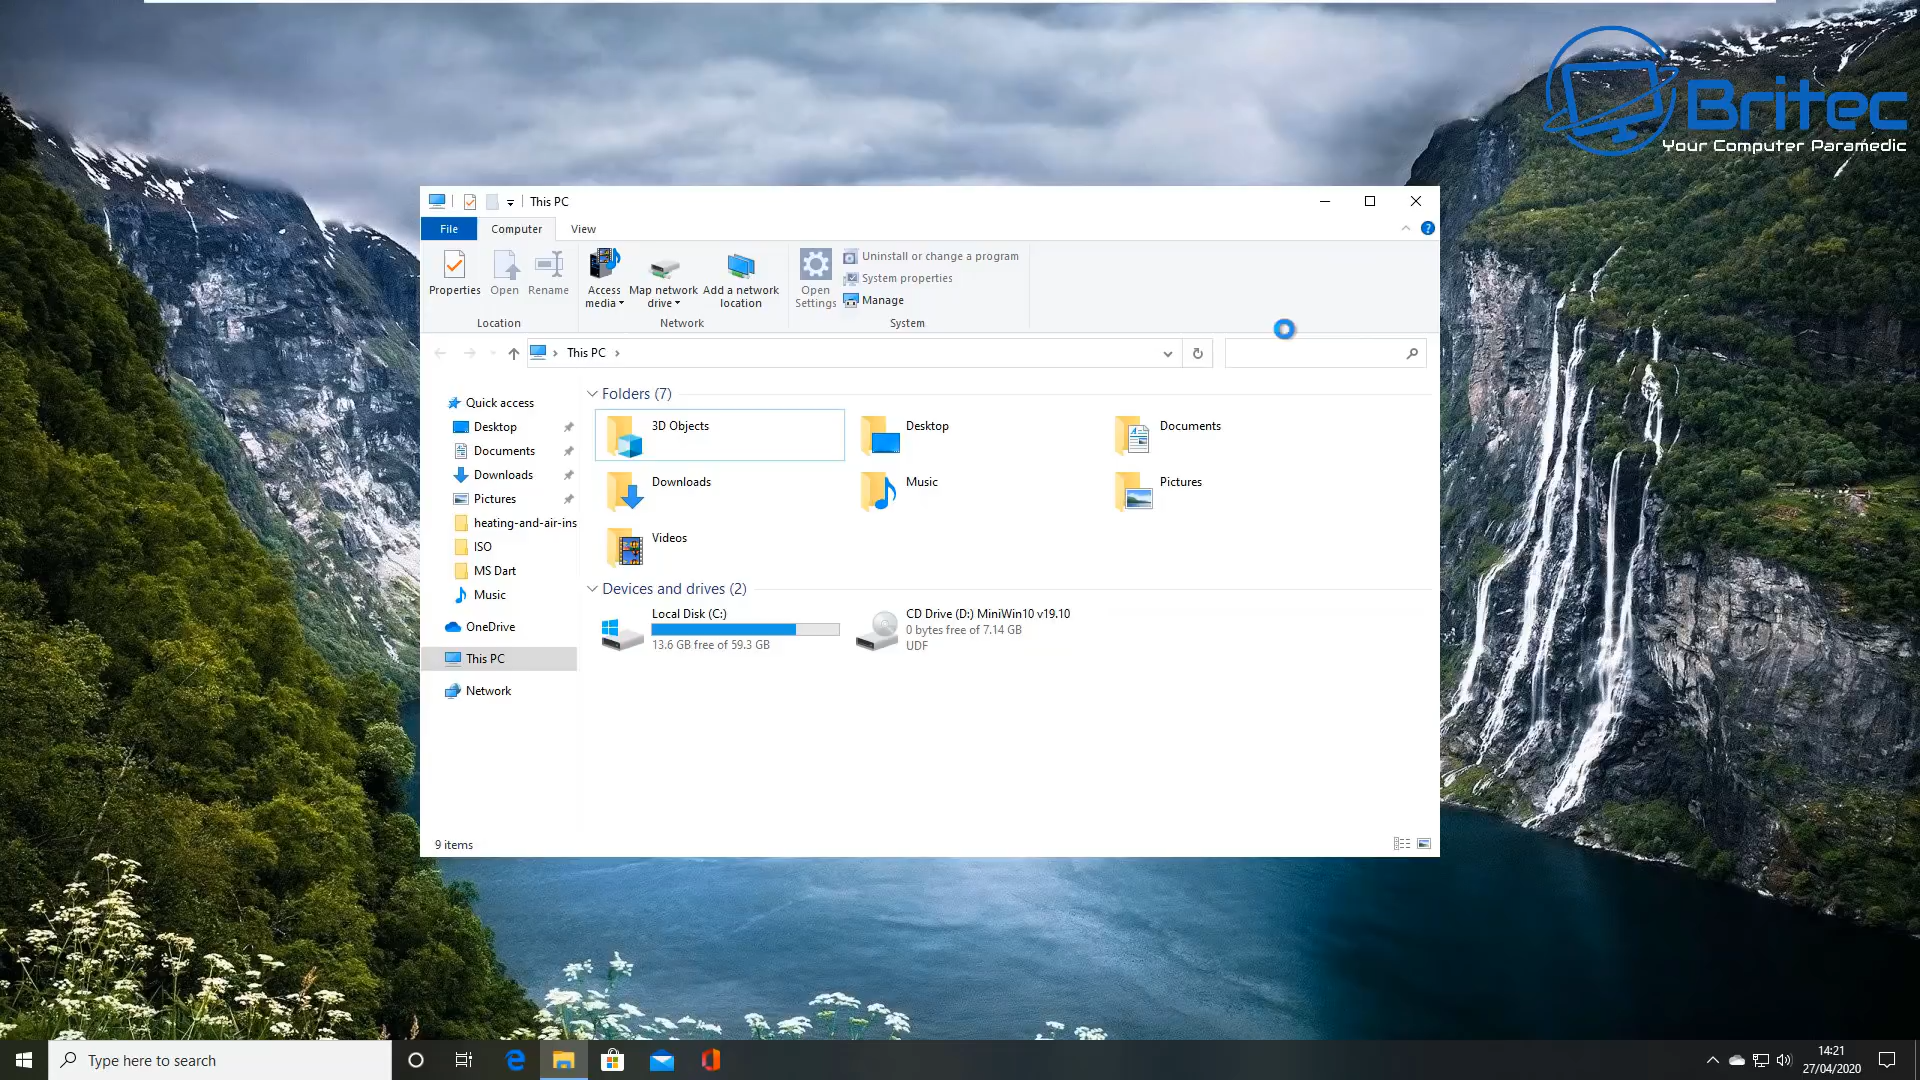 Britec
Your Computer Paramedic
This PC
File
Computer
View
Properties
Open
Rename
Access media
Map network drive
Add a network location
Open Settings
Uninstall or change a program
System properties
Manage
Location
Network
System
This PC
Quick access
Desktop
Documents
Downloads
Pictures
heating-and-air-ins
ISO
MS Dart
Music
OneDrive
This PC
Network
Folders (7)
3D Objects
Desktop
Documents
Downloads
Music
Pictures
Videos
Devices and drives (2)
Local Disk (C:)
13.6 GB free of 59.3 GB
CD Drive (D:) MiniWin10 v19.10
0 bytes free of 7.14 GB
UDF
9 items
Type here to search
14:21
27/04/2020